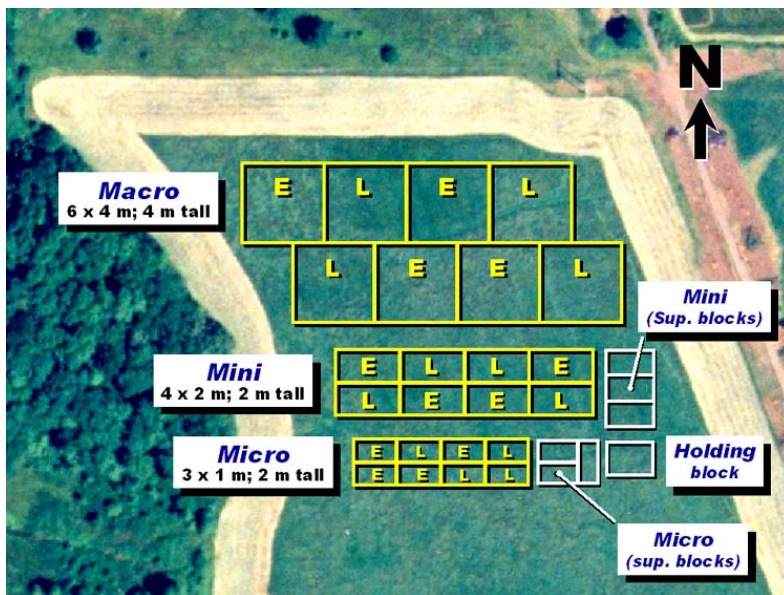 N
Macro
6 x 4 m; 4 m tall
E L E L
L E E L
Mini
(Sup. blocks)
Mini
4 x 2 m; 2 m tall
E L L E
L E E L
Micro
3 x 1 m; 2 m tall
E L E L
E E L L
Holding
block
Micro
(sup. blocks)